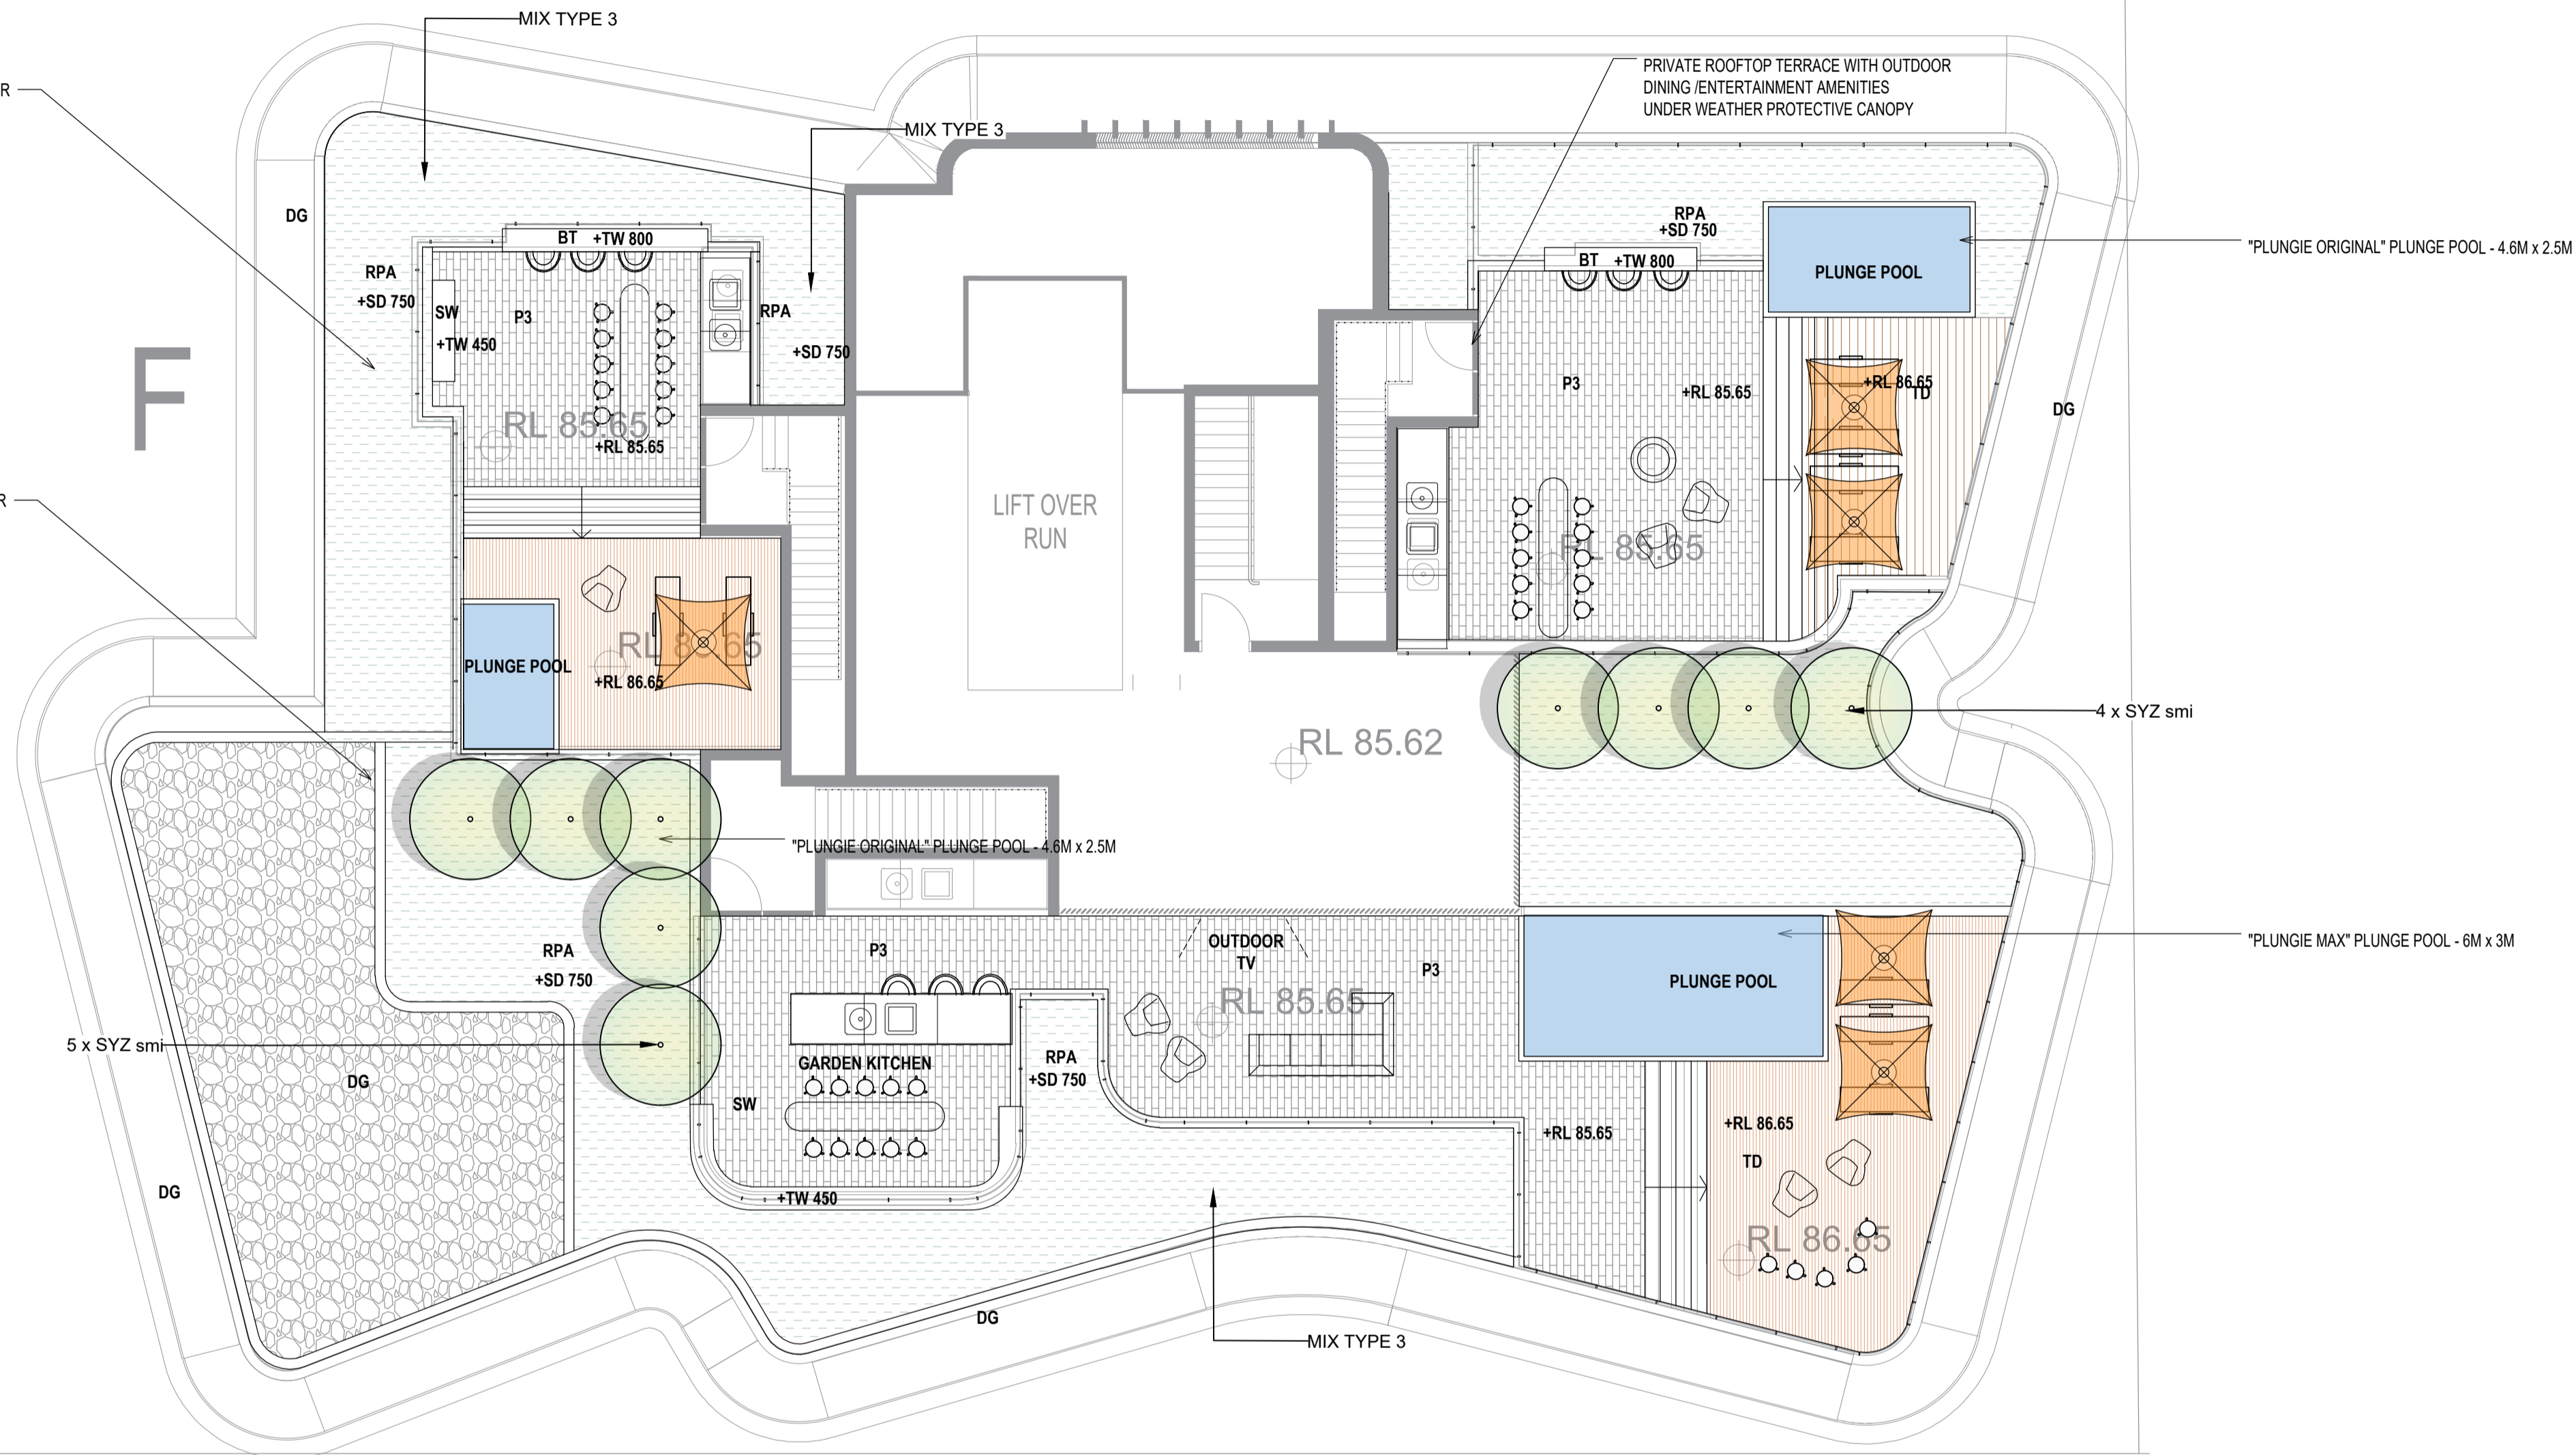 MIX TYPE 3
PRIVATE ROOFTOP TERRACE WITH OUTDOOR
DINING /ENTERTAINMENT AMENITIES
UNDER WEATHER PROTECTIVE CANOPY
R
MIX TYPE 3
DG
RPA
+SD 750
BT +TW 800
"PLUNGIE ORIGINAL" PLUNGE POOL - 4.6M x 2.5M
BT +TW 800
PLUNGE POOL
RPA
+SD 750
SW
P3
RPA
+TW 450
+SD 750
F
P3
+RL 85.65
+RL 86.65
TD
DG
RL 85.65
+RL 85.65
R
LIFT OVER
RUN
RL 85.65
RL 86.65
PLUNGE POOL
+RL 86.65
4 x SYZ smi
RL 85.62
"PLUNGIE ORIGINAL" PLUNGE POOL - 4.6M x 2.5M
RPA
+SD 750
P3
OUTDOOR
TV
P3
"PLUNGIE MAX" PLUNGE POOL - 6M x 3M
PLUNGE POOL
RL 85.65
5 x SYZ smi
GARDEN KITCHEN
RPA
+SD 750
DG
SW
+RL 85.65
+RL 86.65
TD
DG
+TW 450
RL 86.65
DG
MIX TYPE 3